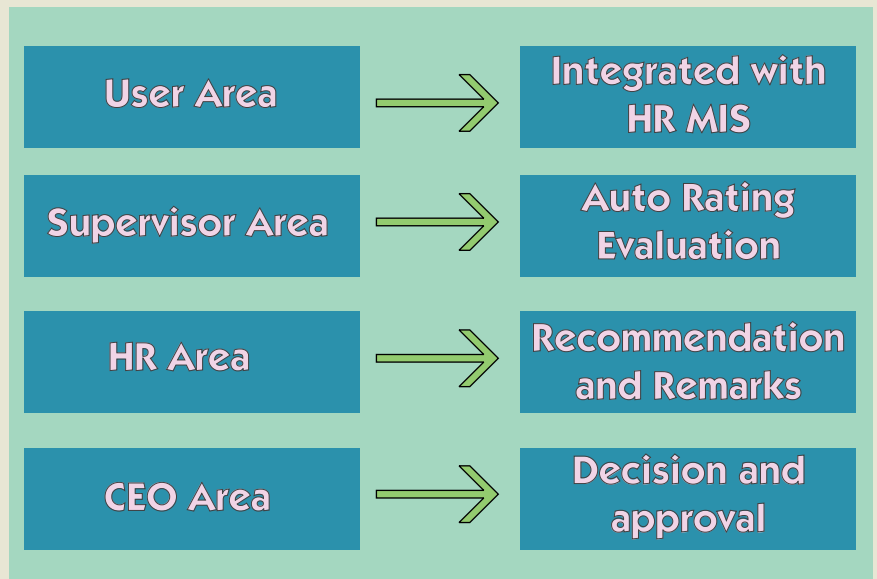 User Area
Integrated with
HR MIS
Supervisor Area
Auto Rating
Evaluation
HR Area
Recommendation
and Remarks
CEO Area
Decision and
approval